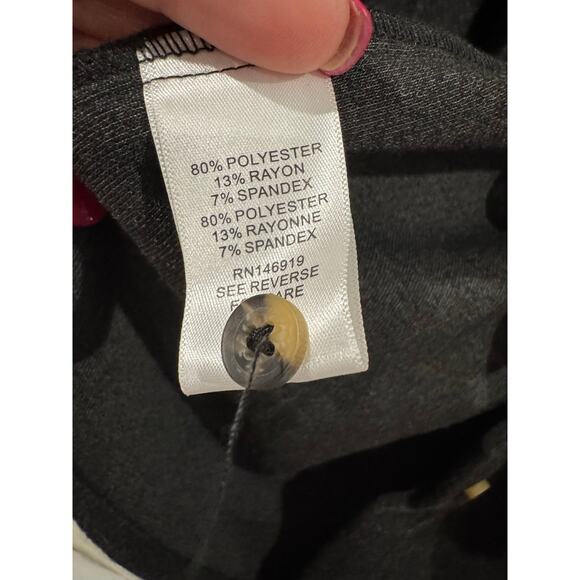 80% POLYESTER
13% RAYON
7% SPANDEX
80% POLYESTER
13% RAYONNE
7% SPANDEX
RN146919
SEE REVERSE